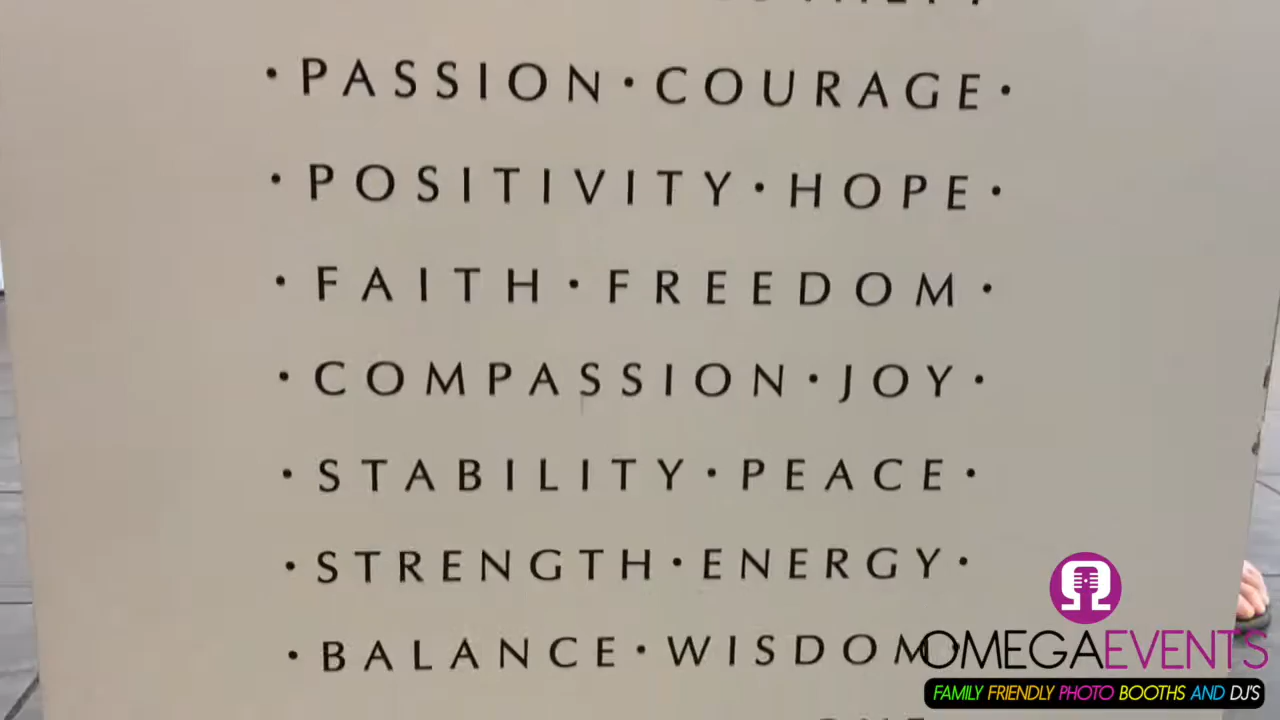 • PASSION • COURAGE •
• POSITIVITY • HOPE •
• FAITH • FREEDOM •
• COMPASSION • JOY •
• STABILITY • PEACE •
• STRENGTH • ENERGY •
• BALANCE • WISDOM
OMEGAEVENTS
FAMILY FRIENDLY PHOTO BOOTHS AND DJ'S